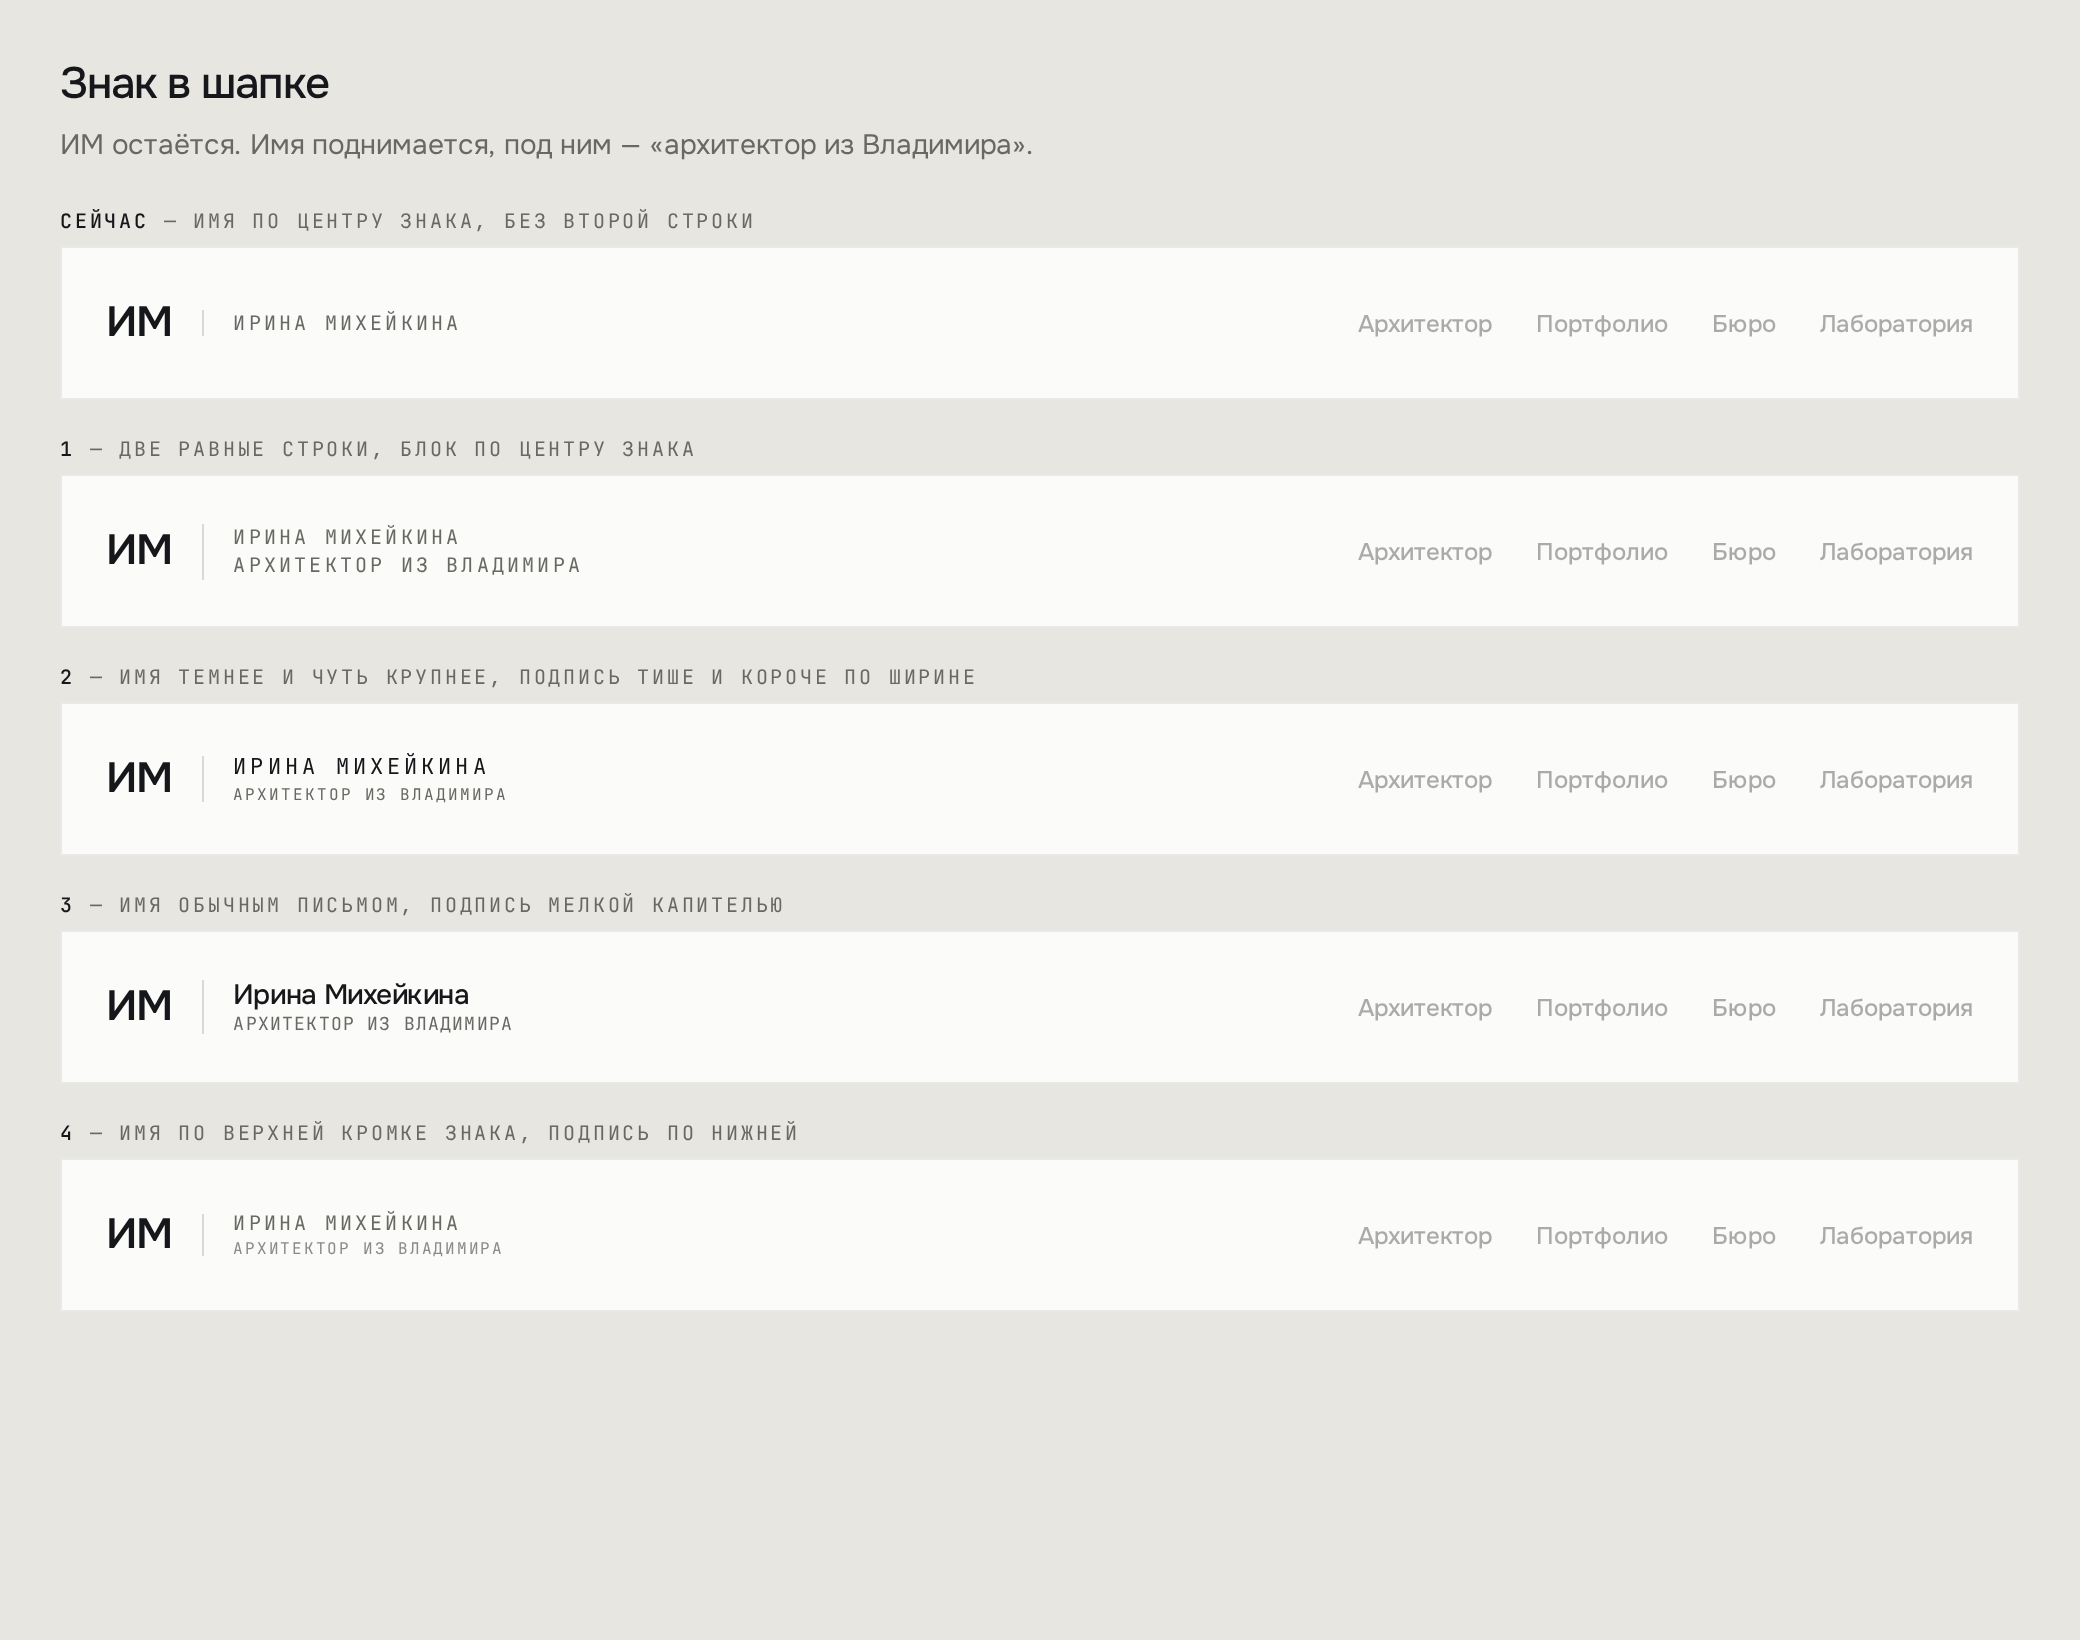 Знак в шапке
ИМ остаётся. Имя поднимается, под ним — «архитектор из Владимира».
СЕЙЧАС — ИМЯ ПО ЦЕНТРУ ЗНАКА, БЕЗ ВТОРОЙ СТРОКИ
ИМ ИРИНА МИХЕЙКИНА Архитектор Портфолио Бюро Лаборатория
1 — ДВЕ РАВНЫЕ СТРОКИ, БЛОК ПО ЦЕНТРУ ЗНАКА
ИМ ИРИНА МИХЕЙКИНА Архитектор Портфолио Бюро Лаборатория
АРХИТЕКТОР ИЗ ВЛАДИМИРА
2 — ИМЯ ТЕМНЕЕ И ЧУТЬ КРУПНЕЕ, ПОДПИСЬ ТИШЕ И КОРОЧЕ ПО ШИРИНЕ
ИМ ИРИНА МИХЕЙКИНА Архитектор Портфолио Бюро Лаборатория
АРХИТЕКТОР ИЗ ВЛАДИМИРА
3 — ИМЯ ОБЫЧНЫМ ПИСЬМОМ, ПОДПИСЬ МЕЛКОЙ КАПИТЕЛЬЮ
ИМ Ирина Михейкина Архитектор Портфолио Бюро Лаборатория
АРХИТЕКТОР ИЗ ВЛАДИМИРА
4 — ИМЯ ПО ВЕРХНЕЙ КРОМКЕ ЗНАКА, ПОДПИСЬ ПО НИЖНЕЙ
ИМ ИРИНА МИХЕЙКИНА Архитектор Портфолио Бюро Лаборатория
АРХИТЕКТОР ИЗ ВЛАДИМИРА